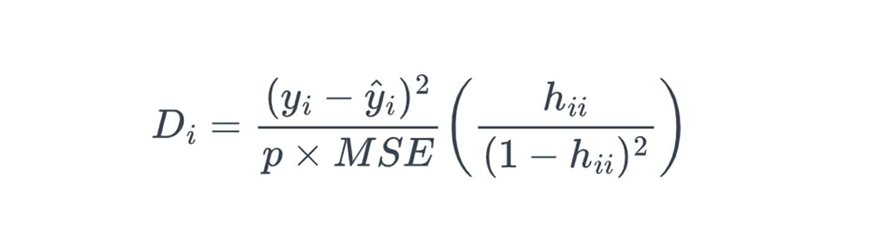 D_i = \frac{(y_i - \hat{y}_i)^2}{p \times MSE} \left( \frac{h_{ii}}{(1 - h_{ii})^2} \right)